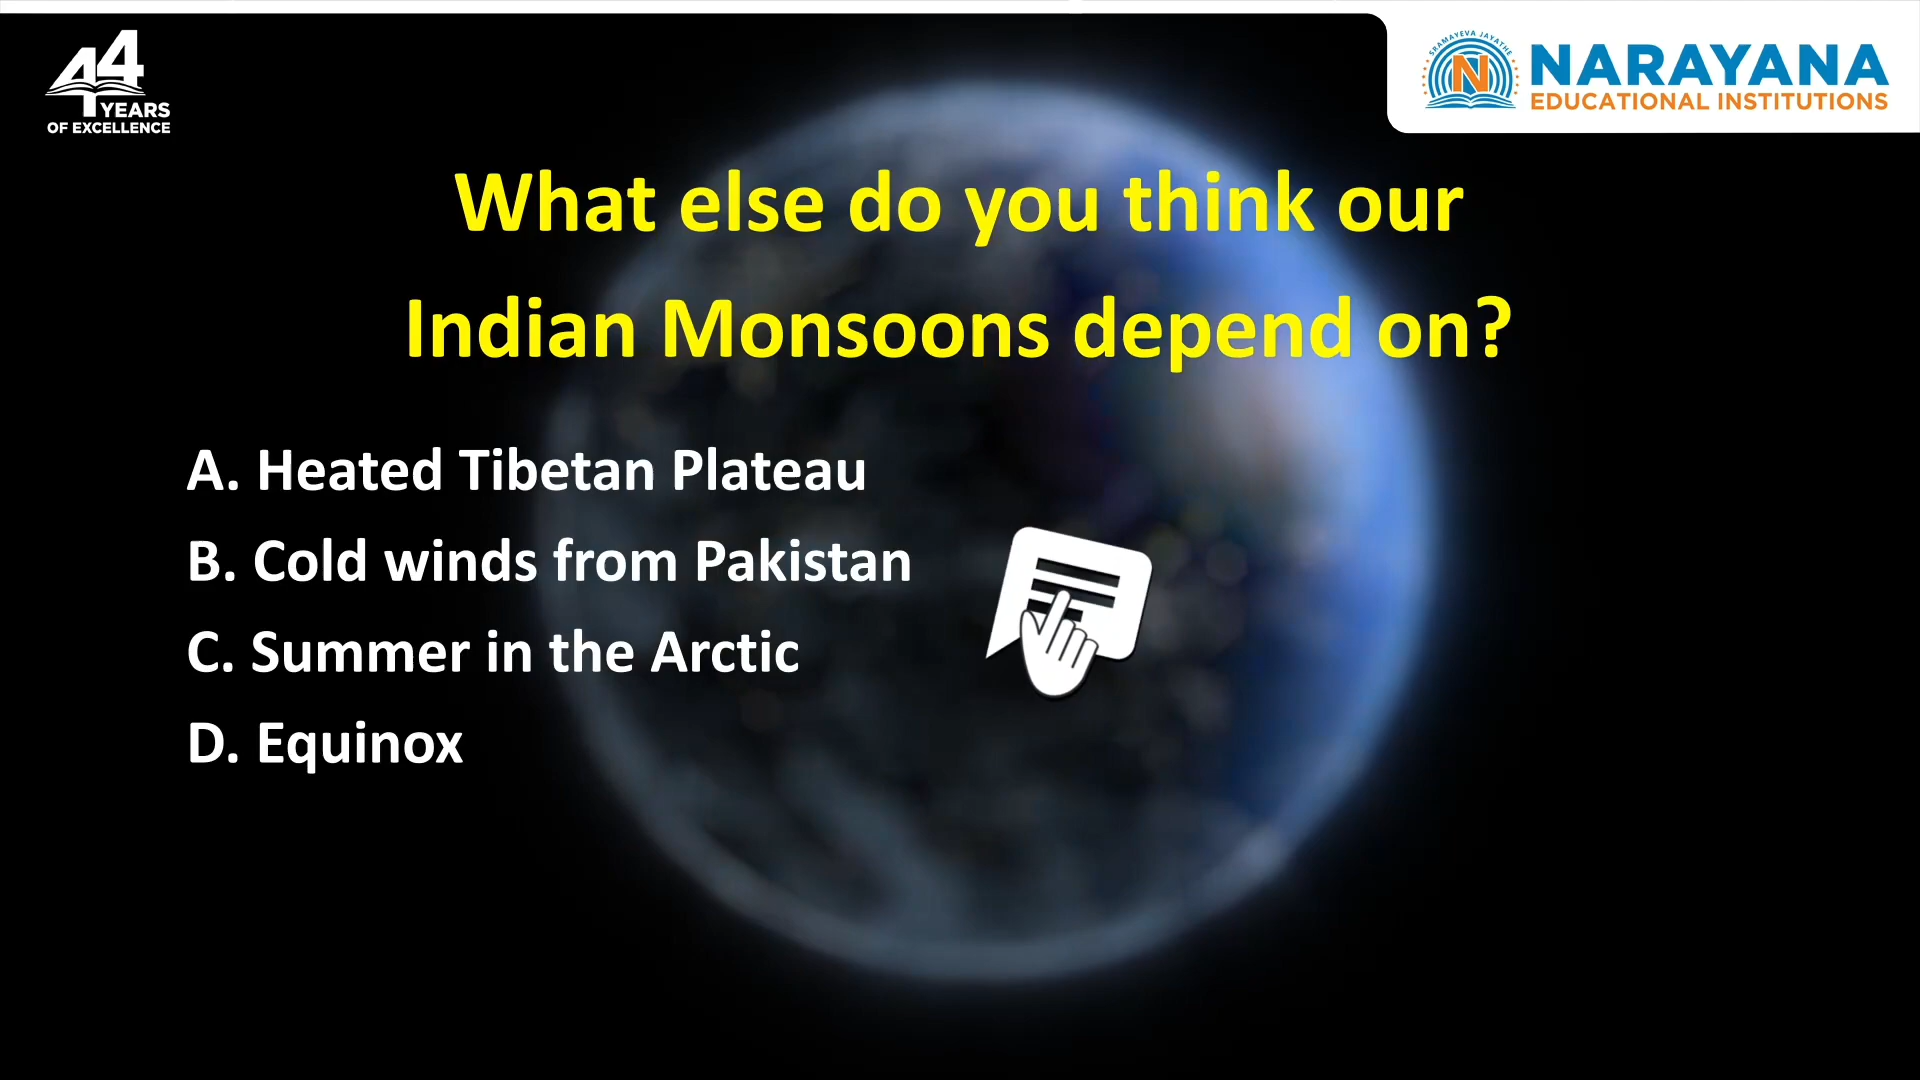 44
YEARS
OF EXCELLENCE
SRAMAYEVA JAYATHE
N
NARAYANA
EDUCATIONAL INSTITUTIONS
What else do you think our
Indian Monsoons depend on?
A. Heated Tibetan Plateau
B. Cold winds from Pakistan
C. Summer in the Arctic
D. Equinox